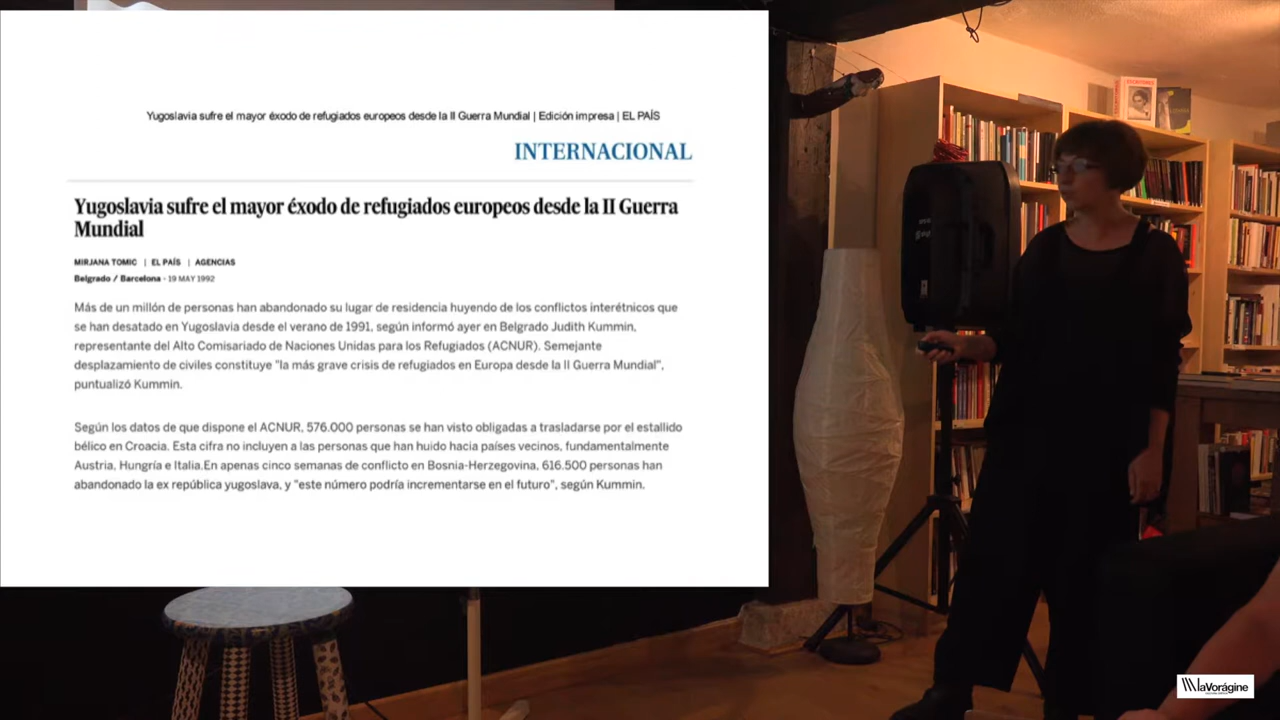 Yugoslavia sufre el mayor éxodo de refugiados europeos desde la II Guerra Mundial | Edición impresa | EL PAÍS
INTERNACIONAL
Yugoslavia sufre el mayor éxodo de refugiados europeos desde la II Guerra
Mundial
MIRJANA TOMIC | EL PAÍS | AGENCIAS
Belgrado / Barcelona - 19 MAY 1992
Más de un millón de personas han abandonado su lugar de residencia huyendo de los conflictos interétnicos que
se han desatado en Yugoslavia desde el verano de 1991, según informó ayer en Belgrado Judith Kummin,
representante del Alto Comisariado de Naciones Unidas para los Refugiados (ACNUR). Semejante
desplazamiento de civiles constituye "la más grave crisis de refugiados en Europa desde la II Guerra Mundial",
puntualizó Kummin.
Según los datos de que dispone el ACNUR, 576.000 personas se han visto obligadas a trasladarse por el estallido
bélico en Croacia. Esta cifra no incluyen a las personas que han huido hacia países vecinos, fundamentalmente
Austria, Hungría e Italia.En apenas cinco semanas de conflicto en Bosnia-Herzegovina, 616.500 personas han
abandonado la ex república yugoslava, y "este número podría incrementarse en el futuro", según Kummin.
laVorágine